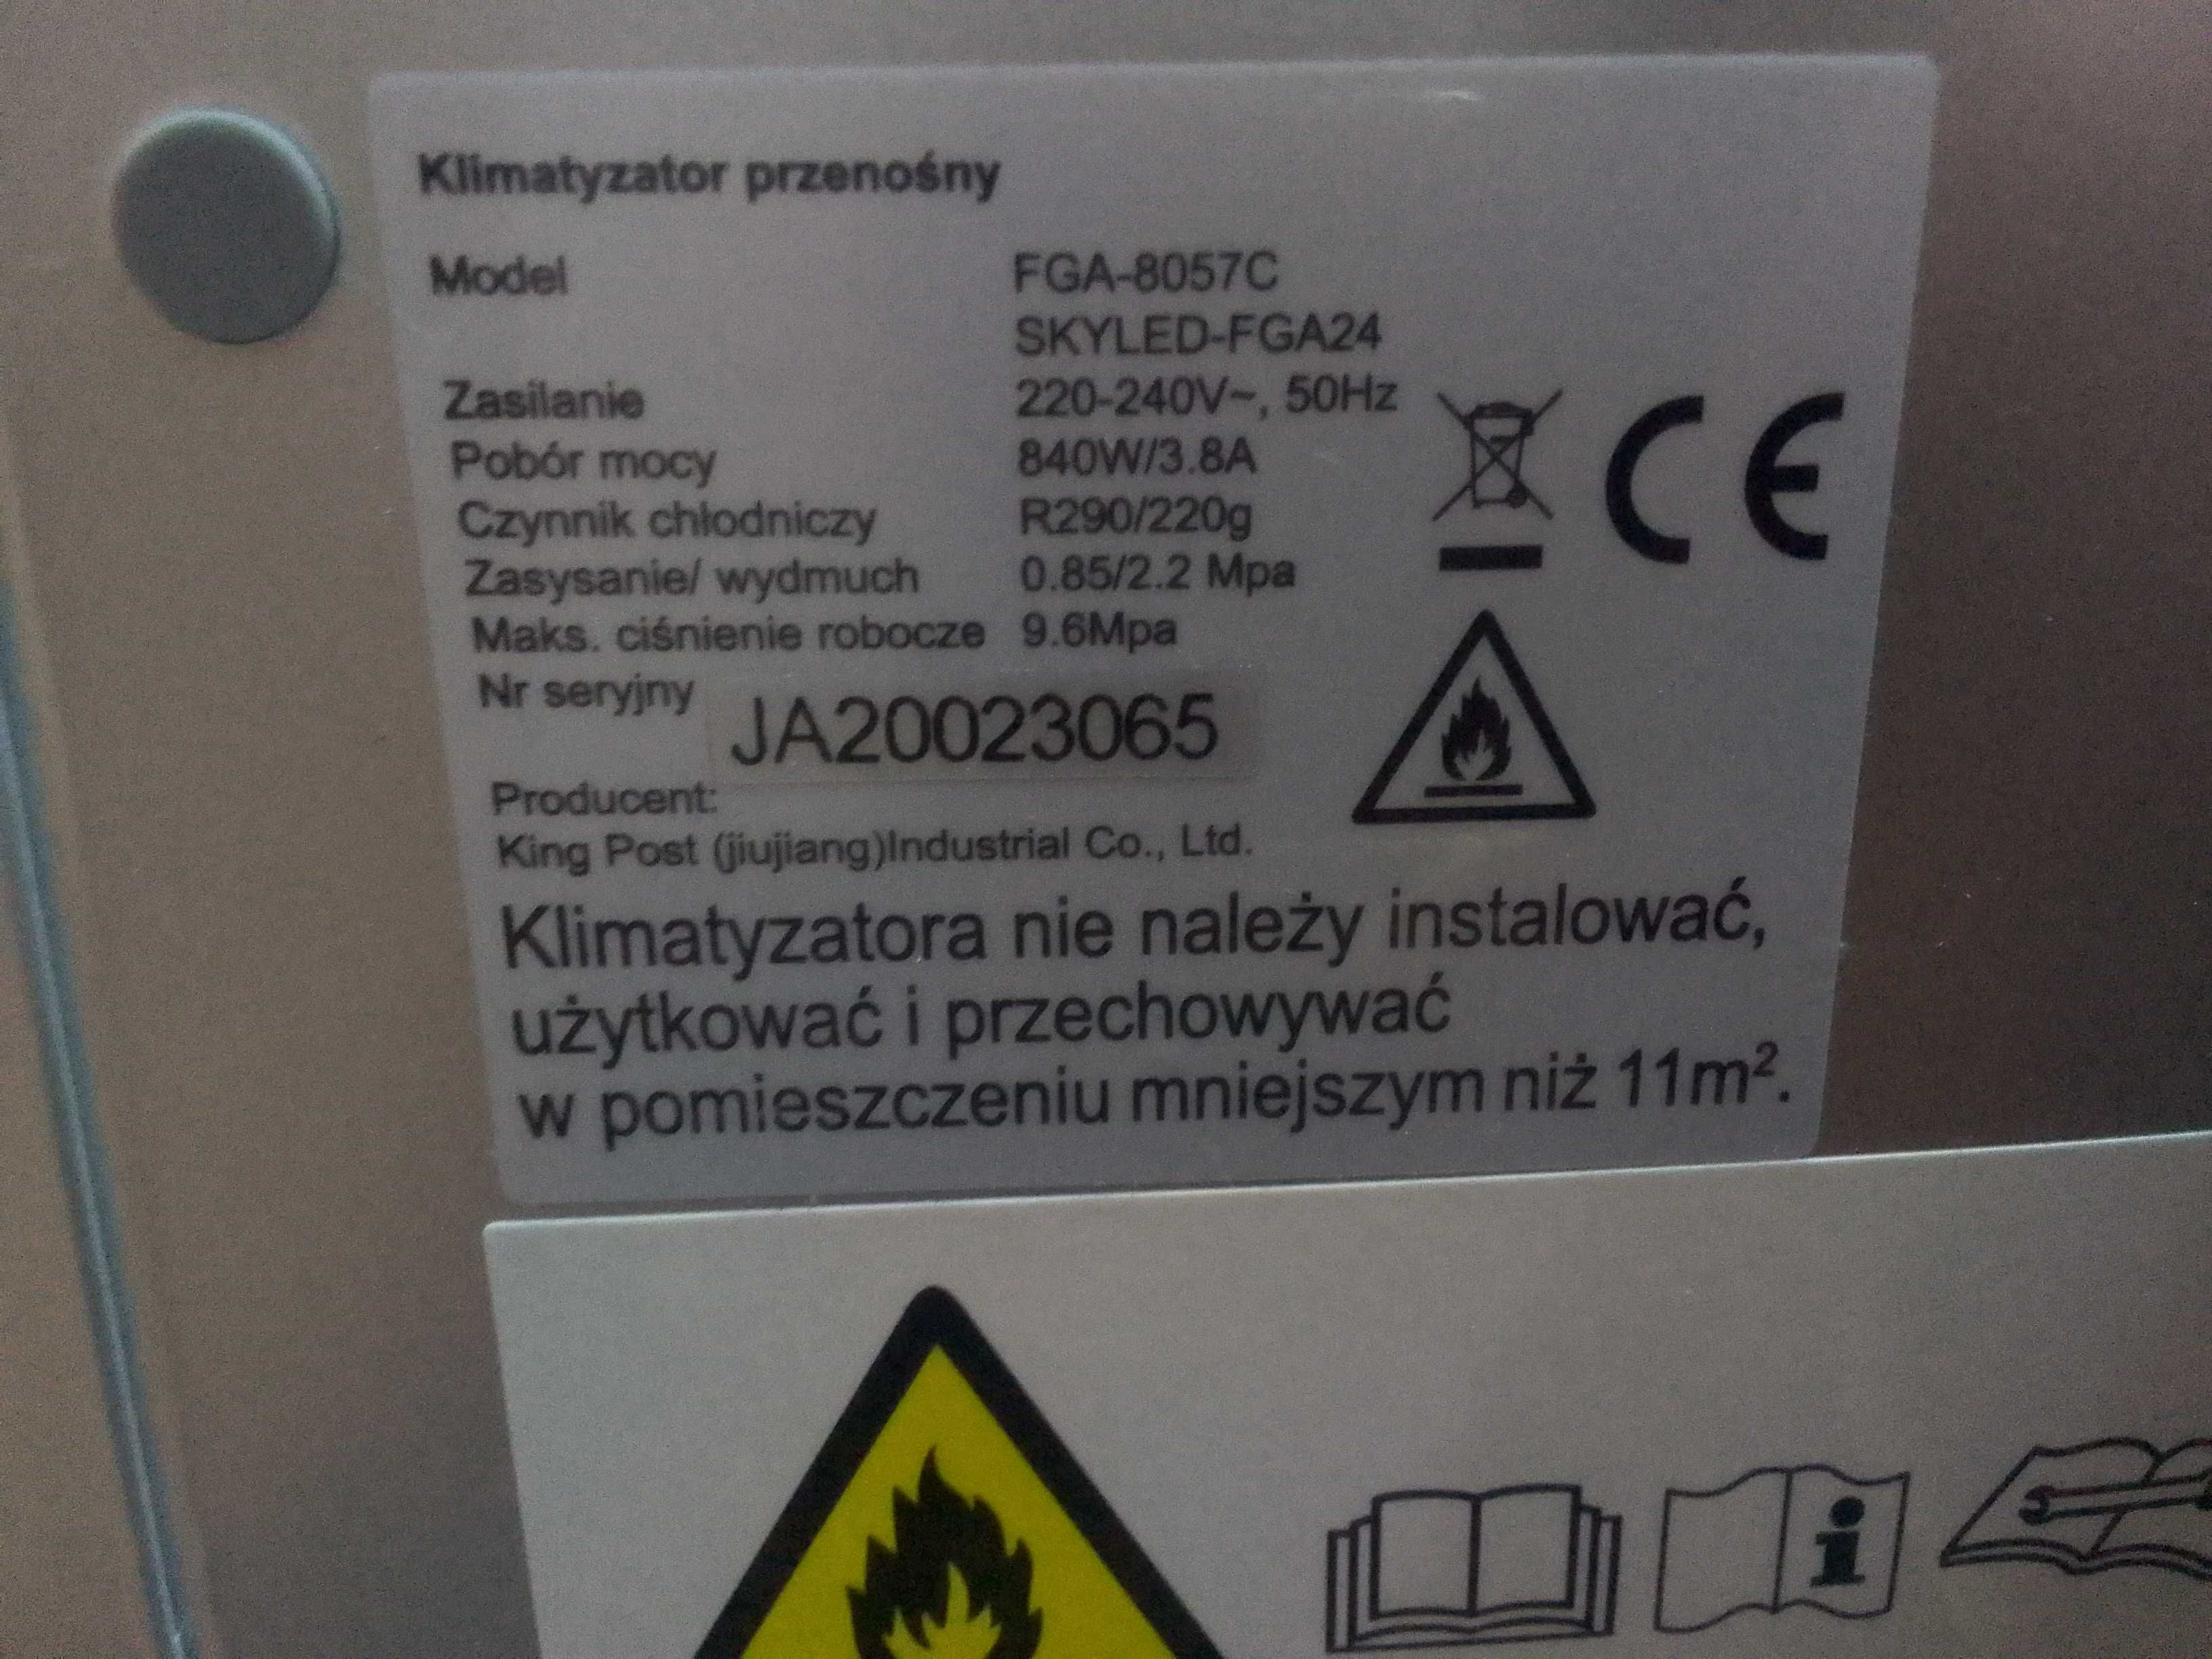 Klimatyzator przenośny
Model FGA-8057C
SKYLED-FGA24
Zasilanie 220-240V~, 50Hz
Pobór mocy 840W/3.8A
Czynnik chłodniczy R290/220g
Zasysanie/ wydmuch 0.85/2.2 Mpa
Maks. ciśnienie robocze 9.6Mpa
Nr seryjny JA20023065
Producent:
King Post (jiujiang)Industrial Co., Ltd.
Klimatyzatora nie należy instalować,
użytkować i przechowywać
w pomieszczeniu mniejszym niż 11m².
CE